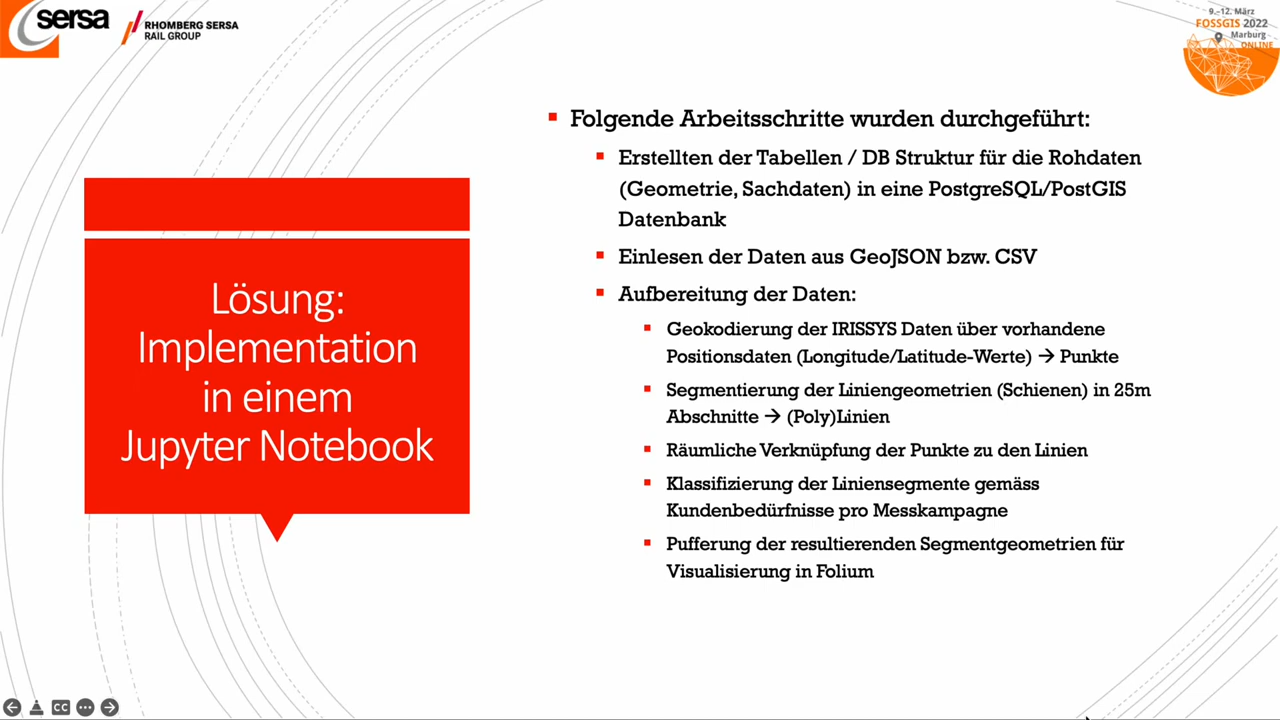 sersa
RHOMBERG SERSA
RAIL GROUP
9.-12. März
FOSSGIS 2022
Marburg
ONLINE
Lösung:
Implementation
in einem
Jupyter Notebook
Folgende Arbeitsschritte wurden durchgeführt:
Erstellten der Tabellen / DB Struktur für die Rohdaten
(Geometrie, Sachdaten) in eine PostgreSQL/PostGIS
Datenbank
Einlesen der Daten aus GeoJSON bzw. CSV
Aufbereitung der Daten:
Geokodierung der IRISSYS Daten über vorhandene
Positionsdaten (Longitude/Latitude-Werte) → Punkte
Segmentierung der Liniengeometrien (Schienen) in 25m
Abschnitte → (Poly)Linien
Räumliche Verknüpfung der Punkte zu den Linien
Klassifizierung der Liniensegmente gemäss
Kundenbedürfnisse pro Messkampagne
Pufferung der resultierenden Segmentgeometrien für
Visualisierung in Folium
CC